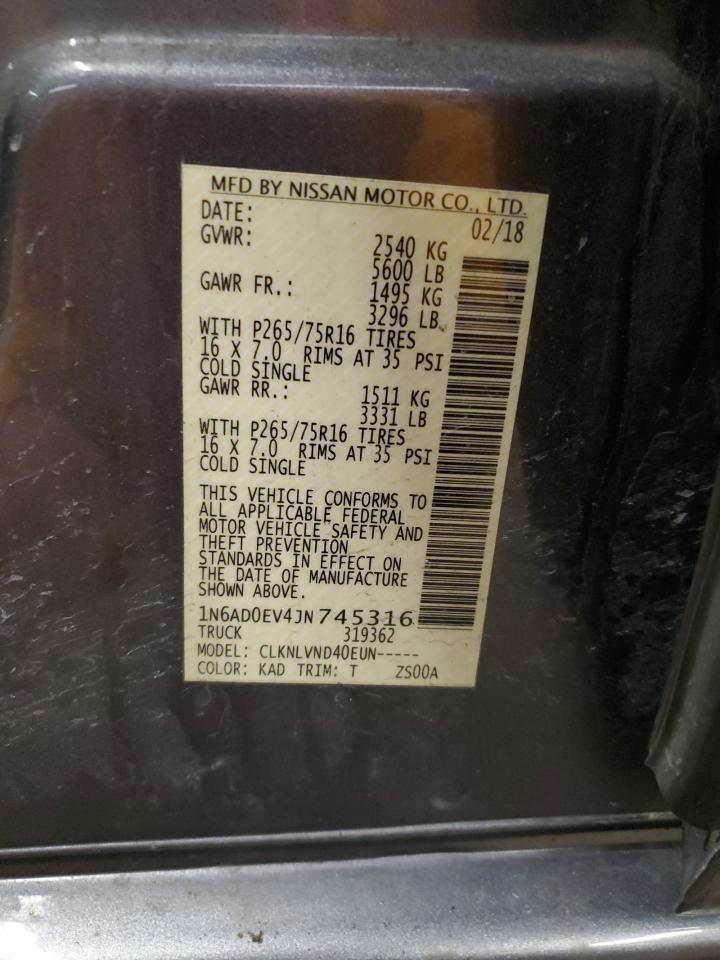 MFD BY NISSAN MOTOR CO., LTD.
DATE: 02/18
GVWR: 2540 KG
5600 LB
GAWR FR.: 1495 KG
3296 LB
WITH P265/75R16 TIRES
16 X 7.0 RIMS AT 35 PSI
COLD SINGLE
GAWR RR.: 1511 KG
3331 LB
WITH P265/75R16 TIRES
16 X 7.0 RIMS AT 35 PSI
COLD SINGLE
THIS VEHICLE CONFORMS TO
ALL APPLICABLE FEDERAL
MOTOR VEHICLE SAFETY AND
THEFT PREVENTION
STANDARDS IN EFFECT ON
THE DATE OF MANUFACTURE
SHOWN ABOVE.
1N6AD0EV4JN745316
TRUCK 319362
MODEL: CLKNLVND40EUN-----
COLOR: KAD TRIM: T ZS00A